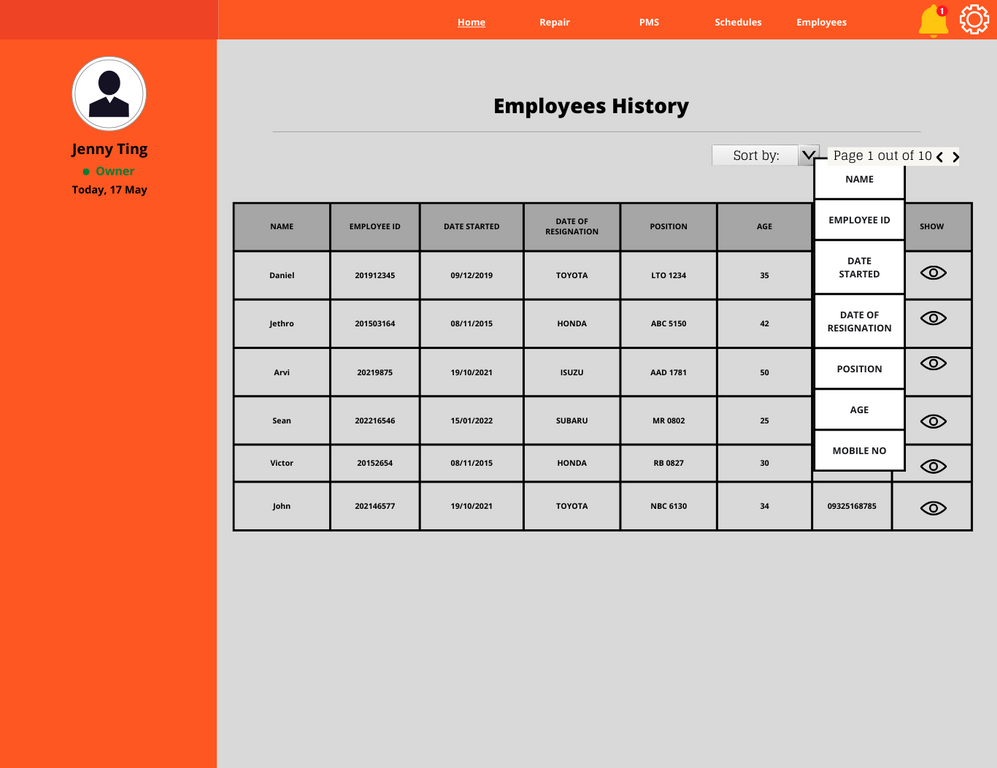 Home Repair PMS Schedules Employees 1
Jenny Ting
Owner
Today, 17 May
Employees History
Sort by: Page 1 out of 10
NAME
EMPLOYEE ID
DATE
STARTED
DATE OF
RESIGNATION
POSITION
AGE
MOBILE NO
NAME EMPLOYEE ID DATE STARTED DATE OF RESIGNATION POSITION AGE SHOW
Daniel 201912345 09/12/2019 TOYOTA LTO 1234 35
Jethro 201503164 08/11/2015 HONDA ABC 5150 42
Arvi 20219875 19/10/2021 ISUZU AAD 1781 50
Sean 202216546 15/01/2022 SUBARU MR 0802 25
Victor 20152654 08/11/2015 HONDA RB 0827 30
John 202146577 19/10/2021 TOYOTA NBC 6130 34 09325168785